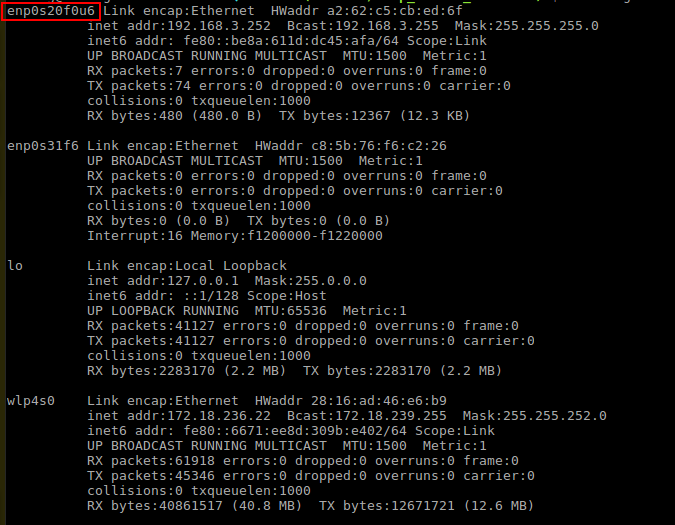 enp0s20f0u6 Link encap:Ethernet  HWaddr a2:62:c5:cb:ed:6f
inet addr:192.168.3.252  Bcast:192.168.3.255  Mask:255.255.255.0
inet6 addr: fe80::be8a:611d:dc45:afa/64 Scope:Link
UP BROADCAST RUNNING MULTICAST  MTU:1500  Metric:1
RX packets:7 errors:0 dropped:0 overruns:0 frame:0
TX packets:74 errors:0 dropped:0 overruns:0 carrier:0
collisions:0 txqueuelen:1000
RX bytes:480 (480.0 B)  TX bytes:12367 (12.3 KB)
enp0s31f6 Link encap:Ethernet  HWaddr c8:5b:76:f6:c2:26
UP BROADCAST MULTICAST  MTU:1500  Metric:1
RX packets:0 errors:0 dropped:0 overruns:0 frame:0
TX packets:0 errors:0 dropped:0 overruns:0 carrier:0
collisions:0 txqueuelen:1000
RX bytes:0 (0.0 B)  TX bytes:0 (0.0 B)
Interrupt:16 Memory:f1200000-f1220000
lo        Link encap:Local Loopback
inet addr:127.0.0.1  Mask:255.0.0.0
inet6 addr: ::1/128 Scope:Host
UP LOOPBACK RUNNING  MTU:65536  Metric:1
RX packets:41127 errors:0 dropped:0 overruns:0 frame:0
TX packets:41127 errors:0 dropped:0 overruns:0 carrier:0
collisions:0 txqueuelen:1000
RX bytes:2283170 (2.2 MB)  TX bytes:2283170 (2.2 MB)
wlp4s0    Link encap:Ethernet  HWaddr 28:16:ad:46:e6:b9
inet addr:172.18.236.22  Bcast:172.18.239.255  Mask:255.255.252.0
inet6 addr: fe80::6671:ee8d:309b:e402/64 Scope:Link
UP BROADCAST RUNNING MULTICAST  MTU:1500  Metric:1
RX packets:61918 errors:0 dropped:0 overruns:0 frame:0
TX packets:45346 errors:0 dropped:0 overruns:0 carrier:0
collisions:0 txqueuelen:1000
RX bytes:40861517 (40.8 MB)  TX bytes:12671721 (12.6 MB)